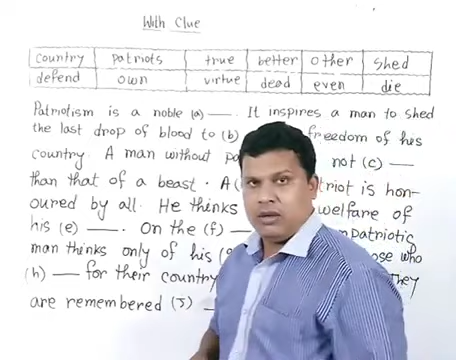 With Clue
country patriots true better other shed
defend own virtue dead even die
Patriotism is a noble (a) —. It inspires a man to shed
the last drop of blood to (b) freedom of his
country. A man without pa not (c) —
than that of a beast. A triot is hon-
oured by all. He thinks welfare of
his (e) —. On the (f) — npatriotic
man thinks only of his ose who
(h) — for their country hey
are remembered (J)